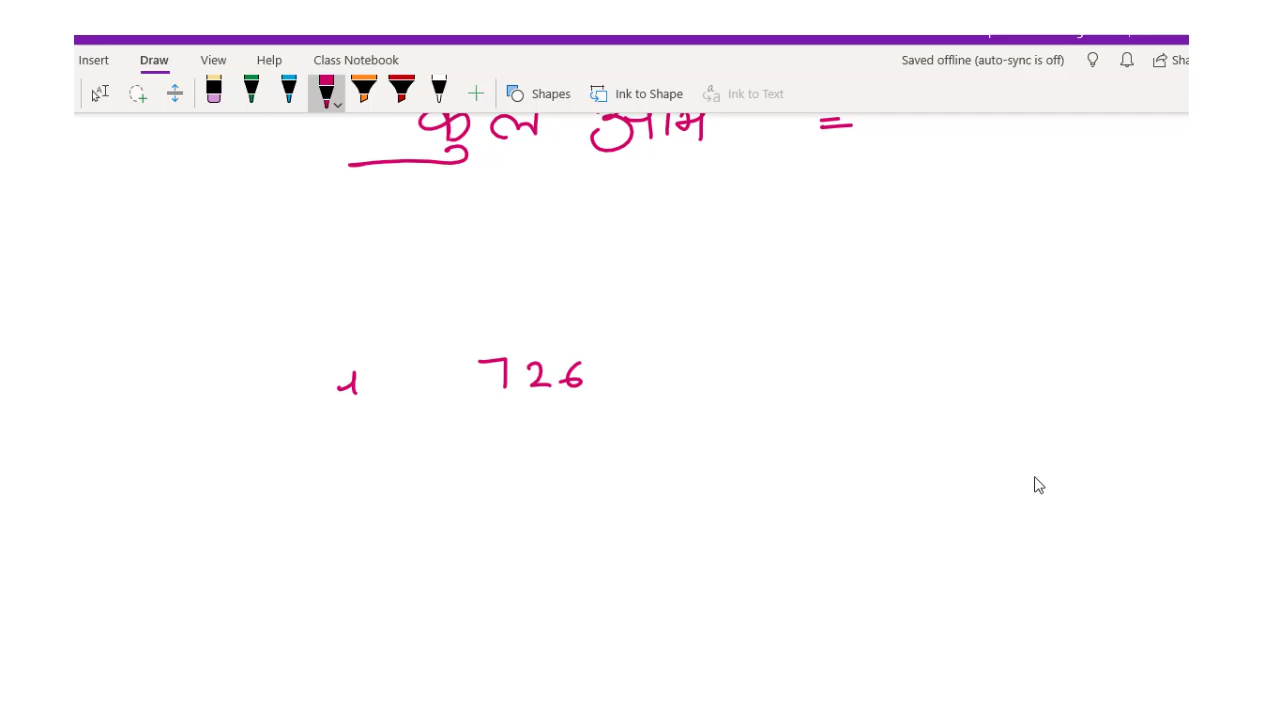 Insert Draw View Help Class Notebook Saved offline (auto-sync is off)
Shapes Ink to Shape Ink to Text
कुल आम =
726